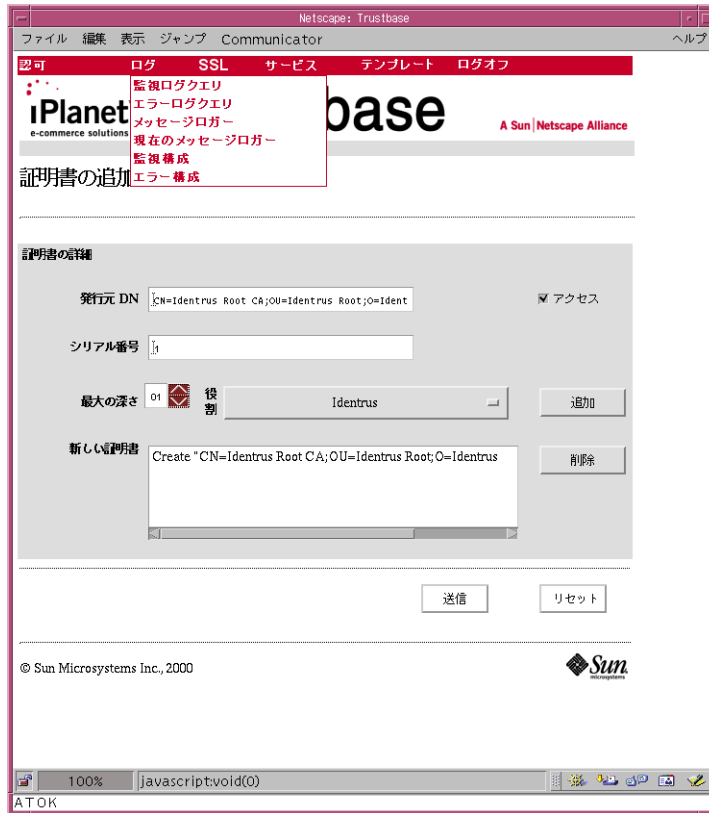 Netscape: Trustbase
ファイル 編集 表示 ジャンプ Communicator ヘルプ
認可 ログ SSL サービス テンプレート ログオフ
監視ログクエリ
エラーログクエリ
メッセージロガー
現在のメッセージロガー
監視構成
エラー構成
iPlanet
e-commerce solutions
base
A Sun|Netscape Alliance
証明書の追加
証明書の詳細
発行元 DN CN=Identrus Root CA;OU=Identrus Root;O=Ident アクセス
シリアル番号 1
最大の深さ 01 役割 Identrus 追加
新しい証明書 Create "CN=Identrus Root CA;OU=Identrus Root;O=Identrus 削除
送信 リセット
© Sun Microsystems Inc., 2000
Sun
microsystems
100% javascript:void(0)
ATOK